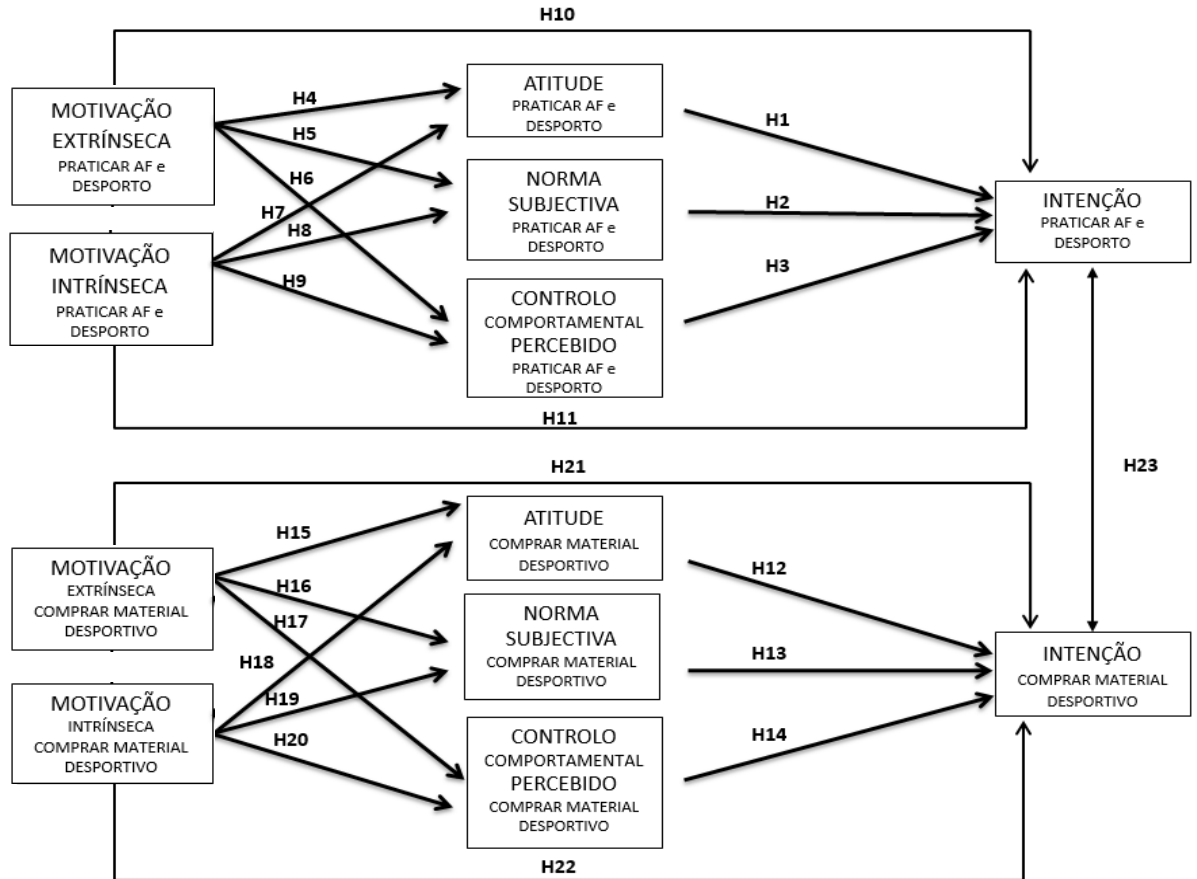 H10
MOTIVAÇÃO
EXTRÍNSECA
PRATICAR AF e
DESPORTO
H4
H5
H6
H7
H8
H9
MOTIVAÇÃO
INTRÍNSECA
PRATICAR AF e
DESPORTO
ATITUDE
PRATICAR AF e
DESPORTO
NORMA
SUBJECTIVA
PRATICAR AF e
DESPORTO
CONTROLO
COMPORTAMENTAL
PERCEBIDO
PRATICAR AF e
DESPORTO
H1
H2
H3
INTENÇÃO
PRATICAR AF e
DESPORTO
H11
H23
H21
MOTIVAÇÃO
EXTRÍNSECA
COMPRAR MATERIAL
DESPORTIVO
H15
H16
H17
H18
H19
H20
MOTIVAÇÃO
INTRÍNSECA
COMPRAR MATERIAL
DESPORTIVO
ATITUDE
COMPRAR MATERIAL
DESPORTIVO
NORMA
SUBJECTIVA
COMPRAR MATERIAL
DESPORTIVO
CONTROLO
COMPORTAMENTAL
PERCEBIDO
COMPRAR MATERIAL
DESPORTIVO
H12
H13
H14
INTENÇÃO
COMPRAR MATERIAL
DESPORTIVO
H22